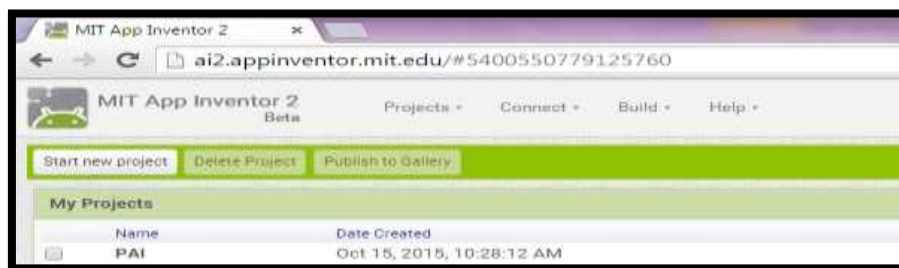 MIT App Inventor 2
ai2.appinventor.mit.edu/#5400550779125760
MIT App Inventor 2 Projects Connect Build Help
Beta
Start new project Delete Project Publish to Gallery
My Projects
Name Date Created
PAI Oct 15, 2015, 10:28:12 AM